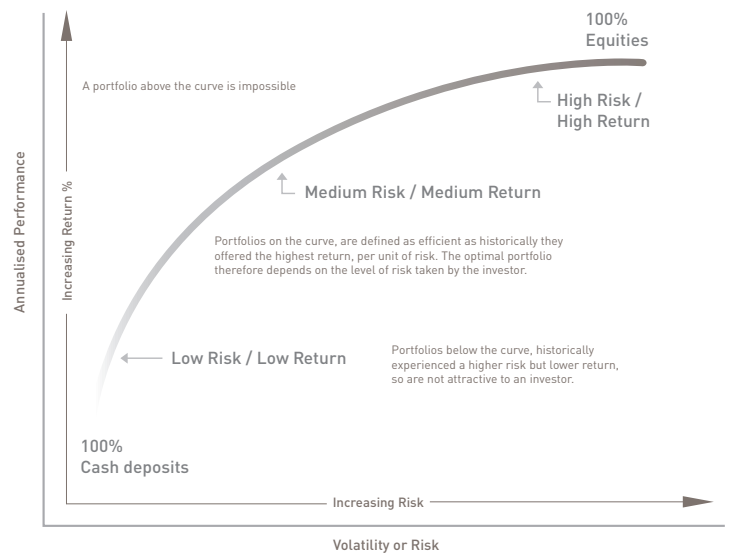 100%
Equities
A portfolio above the curve is impossible
High Risk /
High Return
Medium Risk / Medium Return
Annualised Performance
Increasing Return %
Portfolios on the curve, are defined as efficient as historically they
offered the highest return, per unit of risk. The optimal portfolio
therefore depends on the level of risk taken by the investor.
Low Risk / Low Return
Portfolios below the curve, historically
experienced a higher risk but lower return,
so are not attractive to an investor.
100%
Cash deposits
Increasing Risk
Volatility or Risk